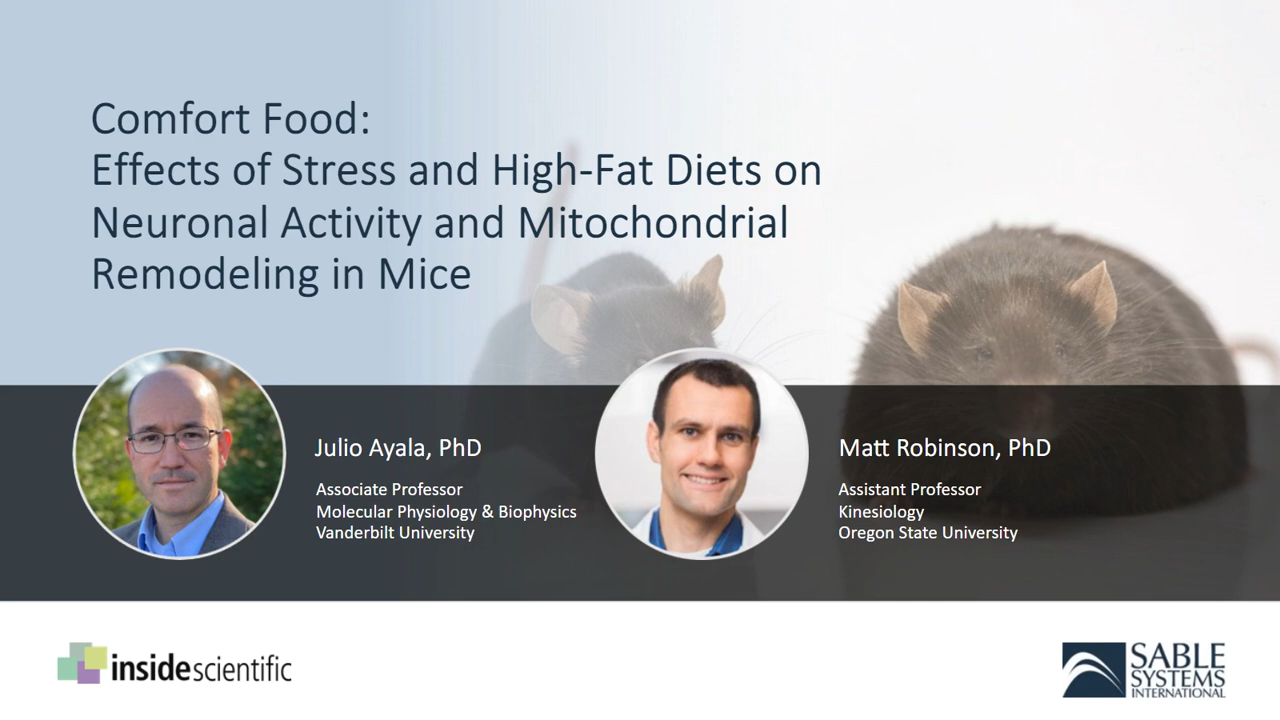 Comfort Food:
Effects of Stress and High-Fat Diets on
Neuronal Activity and Mitochondrial
Remodeling in Mice
Julio Ayala, PhD
Associate Professor
Molecular Physiology & Biophysics
Vanderbilt University
Matt Robinson, PhD
Assistant Professor
Kinesiology
Oregon State University
insidescientific
SABLE
SYSTEMS
INTERNATIONAL